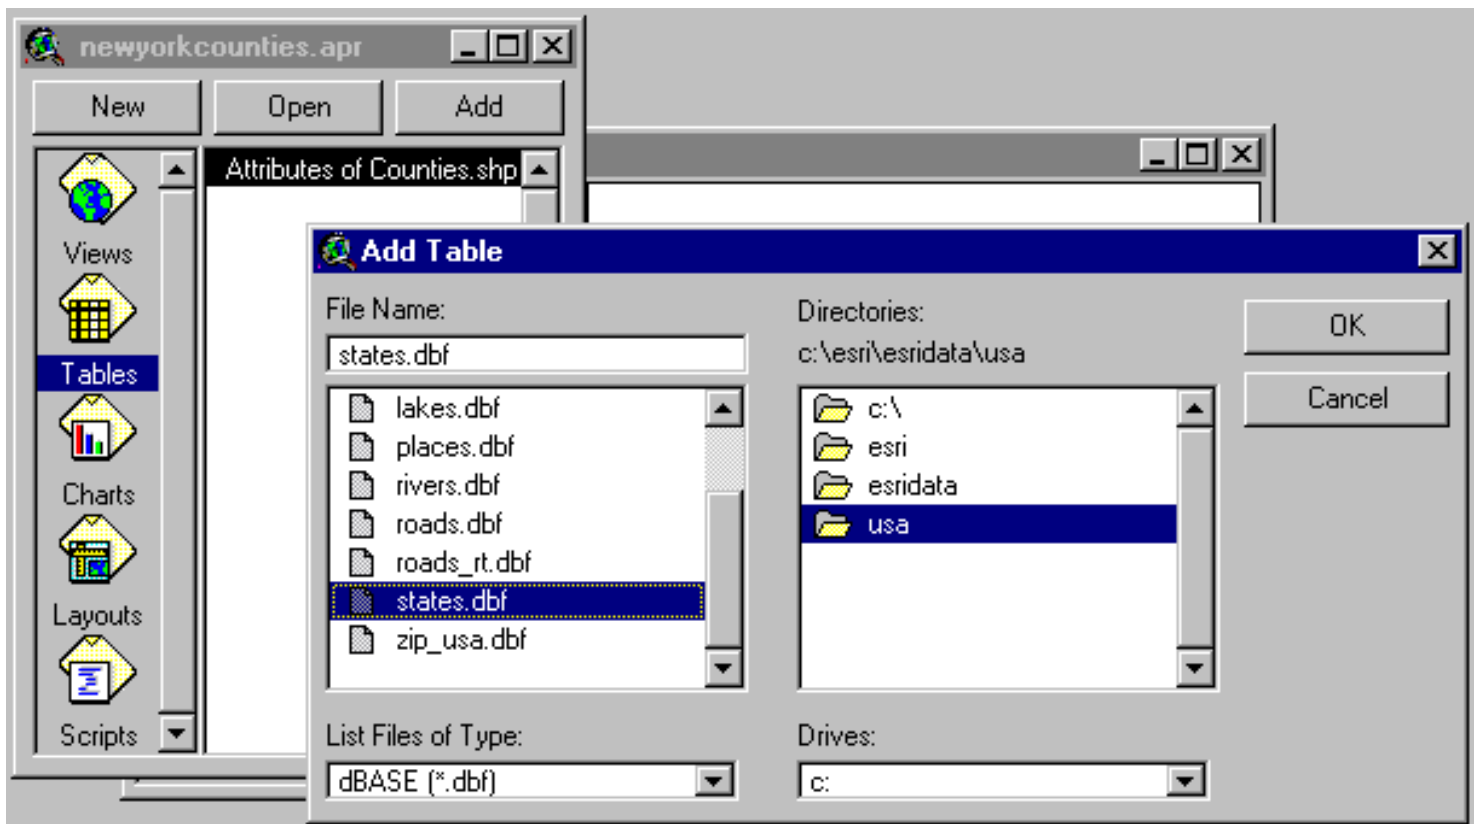 newyorkcounties.apr
New Open Add
Attributes of Counties.shp
Views
Tables
Charts
Layouts
Scripts
Add Table
File Name:
states.dbf
lakes.dbf
places.dbf
rivers.dbf
roads.dbf
roads_rt.dbf
states.dbf
zip_usa.dbf
List Files of Type:
dBASE (*.dbf)
Directories:
c:\esri\esridata\usa
c:\
esri
esridata
usa
Drives:
c:
OK
Cancel